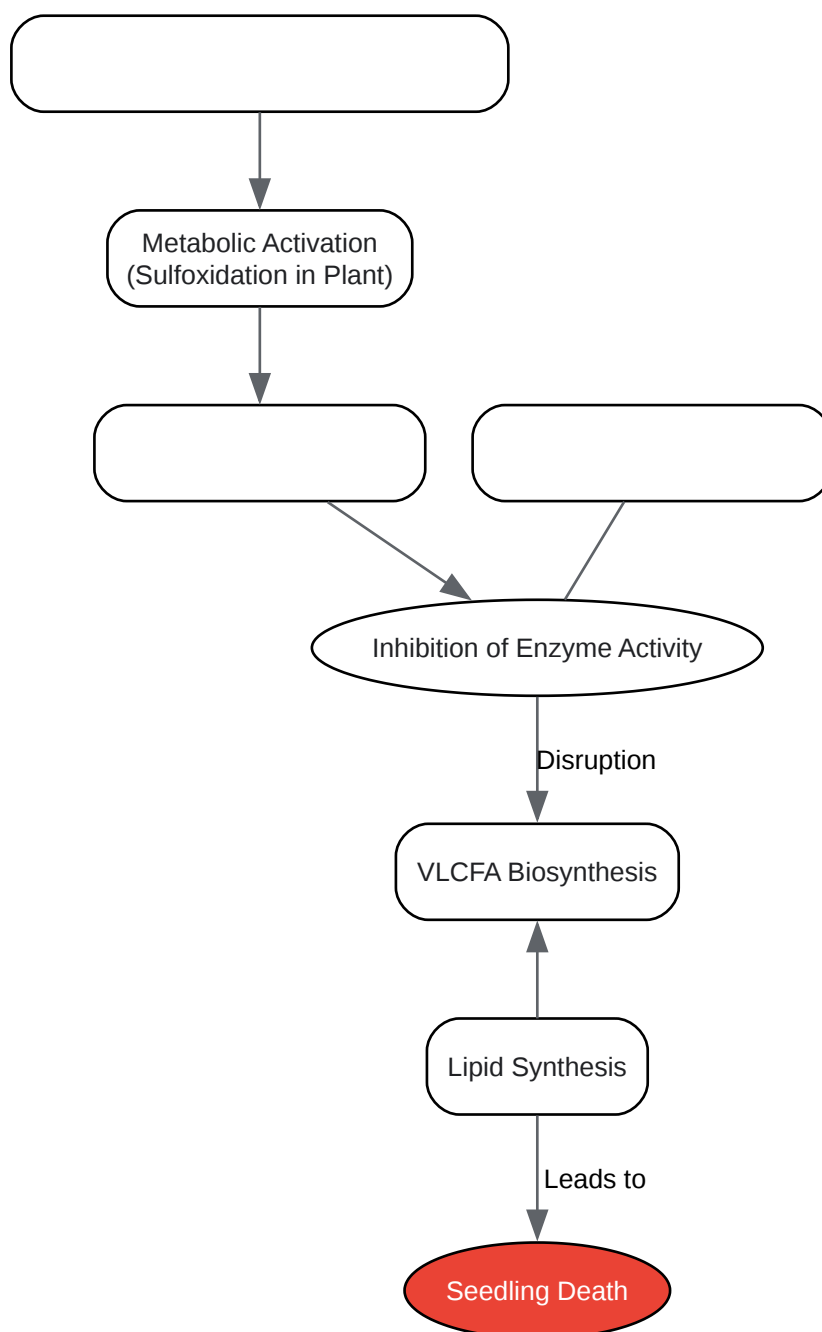 Metabolic Activation
(Sulfoxidation in Plant)
Inhibition of Enzyme Activity
Disruption
VLCFA Biosynthesis
Lipid Synthesis
Leads to
Seedling Death